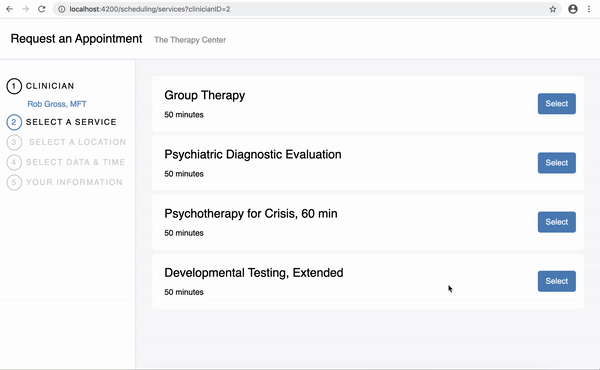 localhost:4200/scheduling/services?clinicianID=2
Request an Appointment The Therapy Center
1 CLINICIAN
Rob Gross, MFT
2 SELECT A SERVICE
3 SELECT A LOCATION
4 SELECT DATA & TIME
5 YOUR INFORMATION
Group Therapy
50 minutes
Select
Psychiatric Diagnostic Evaluation
50 minutes
Select
Psychotherapy for Crisis, 60 min
50 minutes
Select
Developmental Testing, Extended
50 minutes
Select